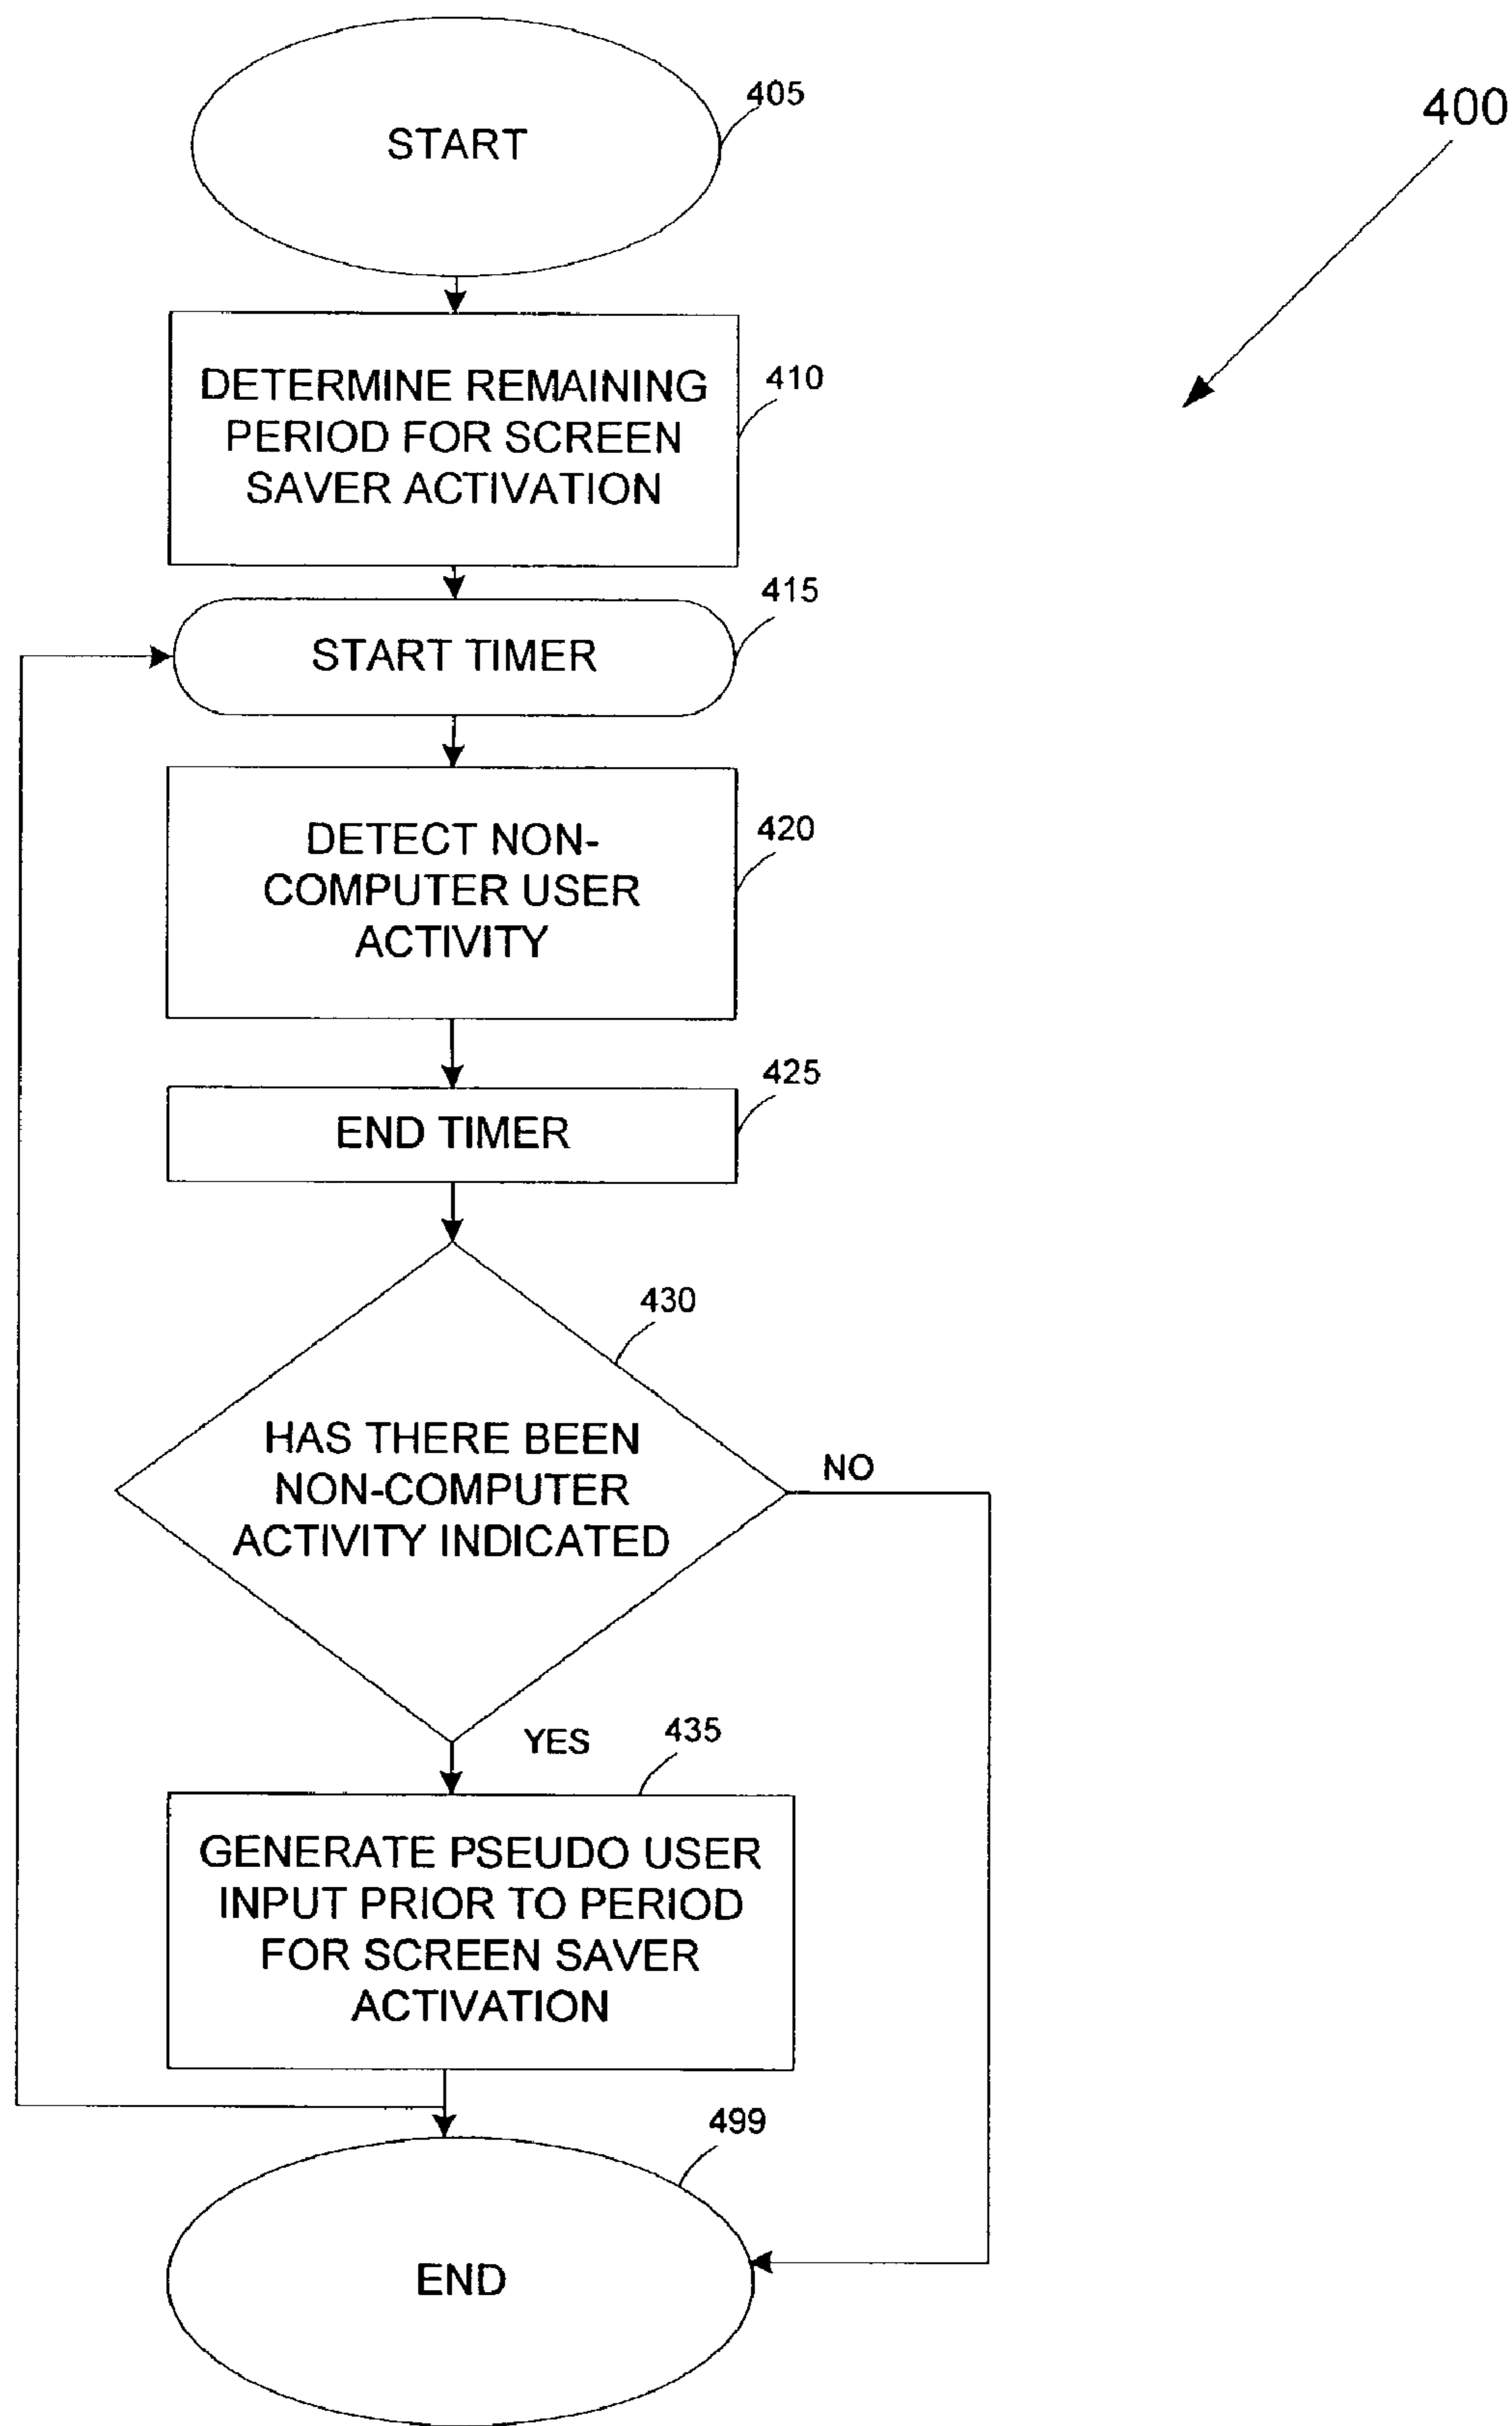 START
405
400
DETERMINE REMAINING
PERIOD FOR SCREEN
SAVER ACTIVATION
410
START TIMER
415
DETECT NON-
COMPUTER USER
ACTIVITY
420
END TIMER
425
430
HAS THERE BEEN
NON-COMPUTER
ACTIVITY INDICATED
NO
YES
435
GENERATE PSEUDO USER
INPUT PRIOR TO PERIOD
FOR SCREEN SAVER
ACTIVATION
499
END